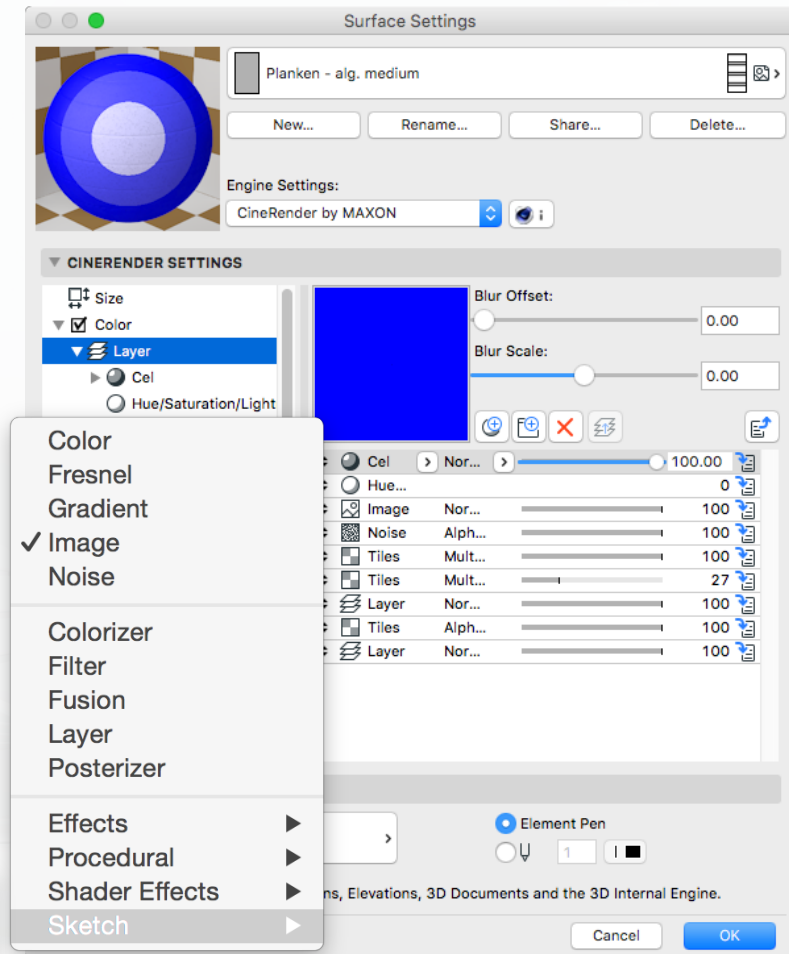 Surface Settings
Planken - alg. medium
New... Rename... Share... Delete...
Engine Settings:
CineRender by MAXON i
CINERENDER SETTINGS
Size
Color
Layer
Cel
Hue/Saturation/Light
Blur Offset:
0.00
Blur Scale:
0.00
Cel Nor... 100.00
Hue... 0
Image Nor... 100
Noise Alph... 100
Tiles Mult... 100
Tiles Mult... 27
Layer Nor... 100
Tiles Alph... 100
Layer Nor... 100
Color
Fresnel
Gradient
Image
Noise
Colorizer
Filter
Fusion
Layer
Posterizer
Effects
Procedural
Shader Effects
Sketch
Element Pen
1
ns, Elevations, 3D Documents and the 3D Internal Engine.
Cancel OK